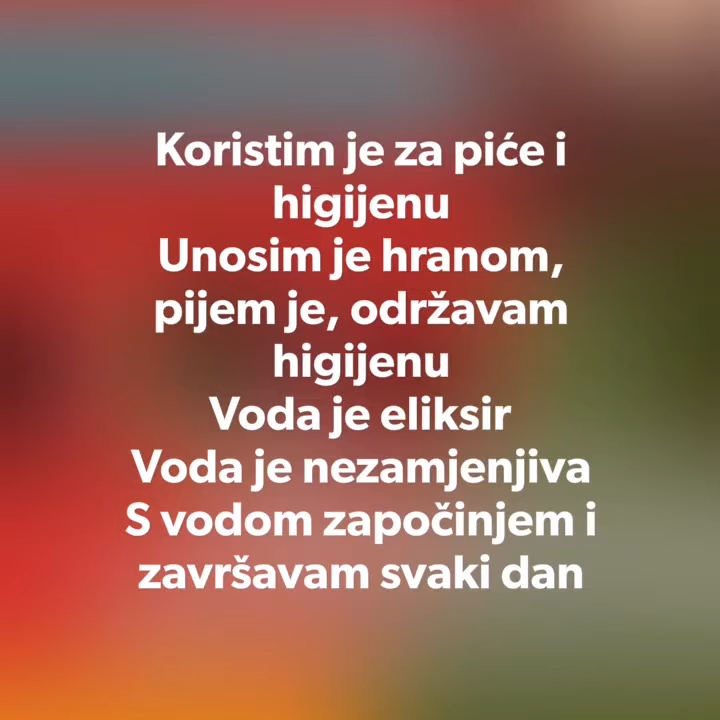 Koristim je za piće i
higijenu
Unosim je hranom,
pijem je, održavam
higijenu
Voda je eliksir
Voda je nezamjenjiva
S vodom započinjem i
završavam svaki dan